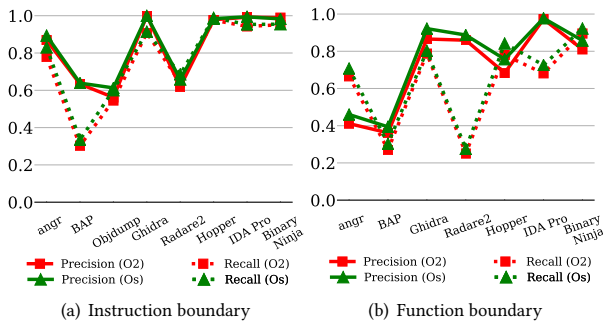 1.0
0.8
0.6
0.4
0.2
0.0
angr
BAP
Objdump
Ghidra
Radare2
Hopper
IDA Pro
Binary
Ninja
Precision (O2)
Recall (O2)
Precision (Os)
Recall (Os)
(a) Instruction boundary
1.0
0.8
0.6
0.4
0.2
0.0
angr
BAP
Ghidra
Radare2
Hopper
IDA Pro
Binary
Ninja
Precision (O2)
Recall (O2)
Precision (Os)
Recall (Os)
(b) Function boundary